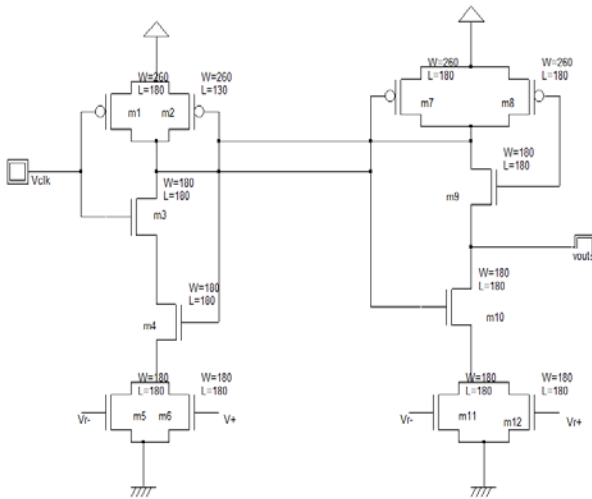 W=260 W=260
L=180 L=130
m1 m2
W=260 W=260
L=180 L=180
m7 m8
Vclk
W=180
L=180
m3
W=180
L=180
m9
W=180
L=180
m4
vouts
W=180
L=180
m10
W=180 W=180
L=180 L=180
Vr- m5 m6 V+
W=180 W=180
L=180 L=180
Vr- m11 m12 Vr+